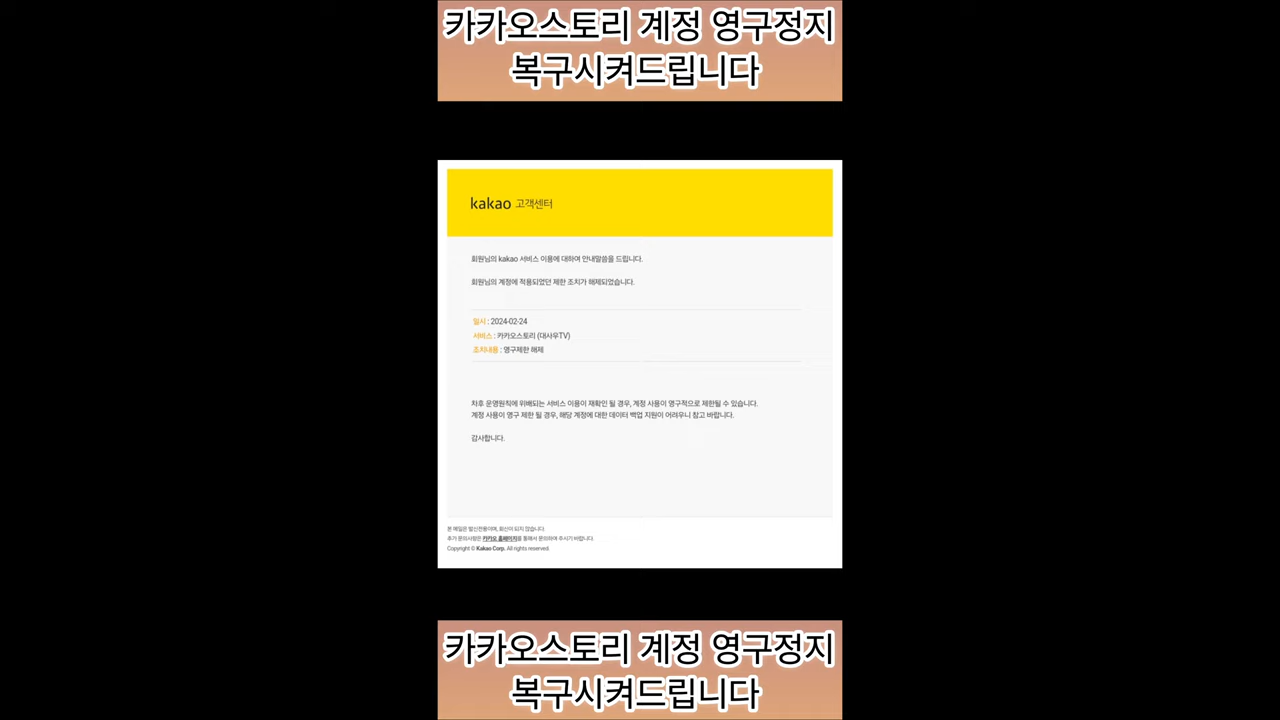 카카오스토리 계정 영구정지
복구시켜드립니다
kakao 고객센터
회원님의 kakao 서비스 이용에 대하여 안내말씀을 드립니다.
회원님의 계정에 적용되었던 제한 조치가 해제되었습니다.
일시 : 2024-02-24
서비스 : 카카오스토리 (대사우TV)
조치내용 : 영구제한 해제
차후 운영원칙에 위배되는 서비스 이용이 재확인 될 경우, 계정 사용이 영구적으로 제한될 수 있습니다.
계정 사용이 영구 제한 될 경우, 해당 계정에 대한 데이터 백업 지원이 어려우니 참고 바랍니다.
감사합니다.
본 메일은 발신전용이며, 회신이 되지 않습니다.
추가 문의사항은 카카오 홈페이지를 통해서 문의하여 주시기 바랍니다.
Copyright © Kakao Corp. All rights reserved.
카카오스토리 계정 영구정지
복구시켜드립니다